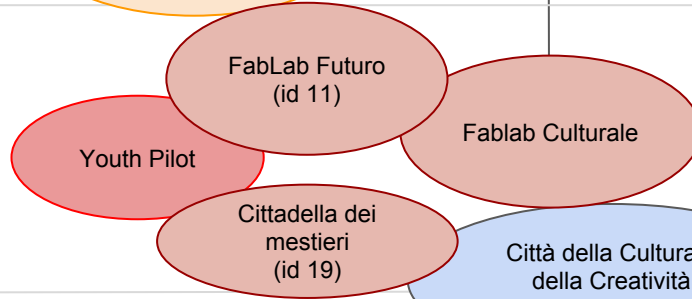 FabLab Futuro
(id 11)
Fablab Culturale
Youth Pilot
Cittadella dei
mestieri
(id 19)
Città della Cultura
della Creatività